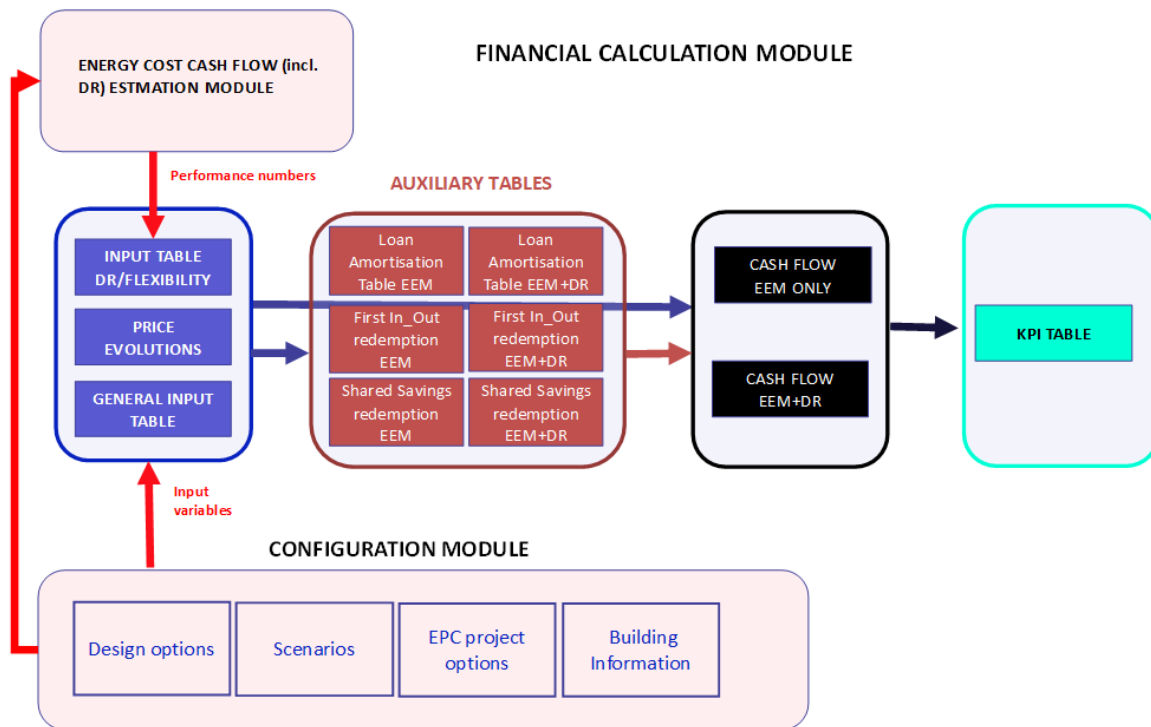 FINANCIAL CALCULATION MODULE
ENERGY COST CASH FLOW (incl.
DR) ESTMATION MODULE
Performance numbers
AUXILIARY TABLES
INPUT TABLE
DR/FLEXIBILITY
PRICE
EVOLUTIONS
GENERAL INPUT
TABLE
Loan
Amortisation
Table EEM
Loan
Amortisation
Table EEM+DR
First In_Out
redemption
EEM
First In_Out
redemption
EEM+DR
Shared Savings
redemption
EEM
Shared Savings
redemption
EEM+DR
CASH FLOW
EEM ONLY
CASH FLOW
EEM+DR
KPI TABLE
Input
variables
CONFIGURATION MODULE
Design options
Scenarios
EPC project
options
Building
Information